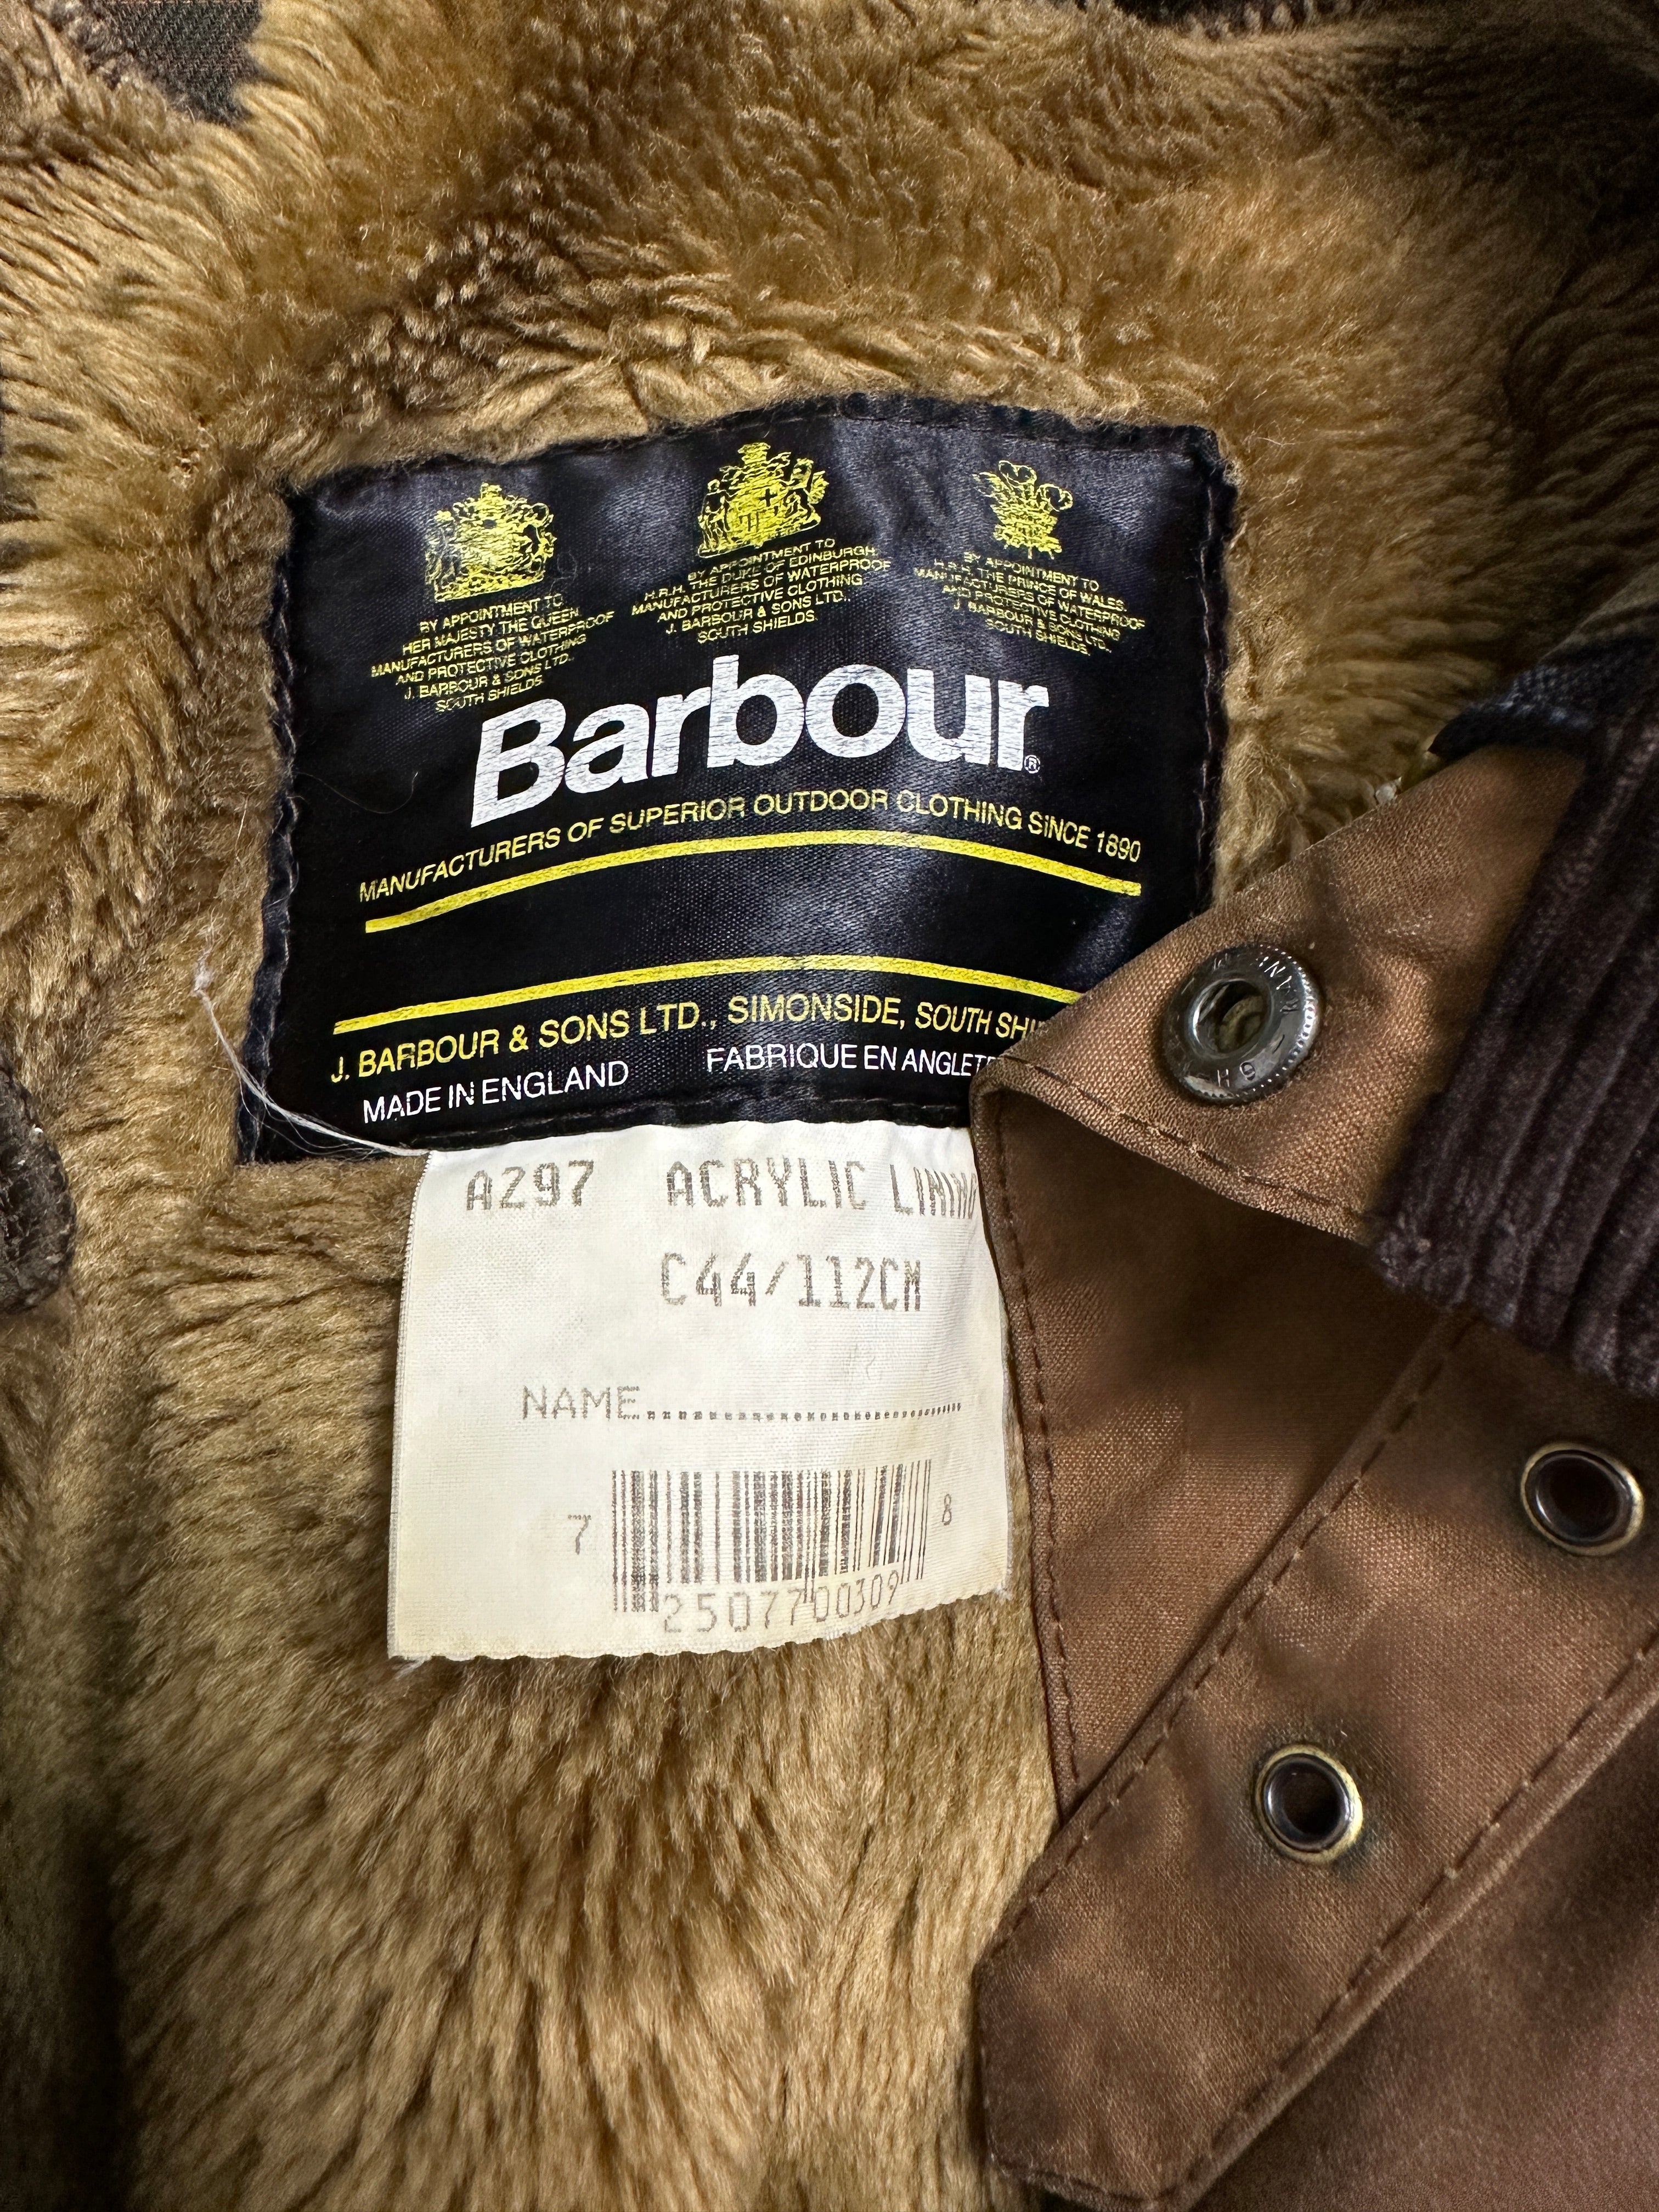 BY APPOINTMENT TO
HER MAJESTY THE QUEEN
MANUFACTURERS OF WATERPROOF
AND PROTECTIVE CLOTHING
J. BARBOUR & SONS LTD.,
SOUTH SHIELDS.
BY APPOINTMENT TO
H.R.H. THE DUKE OF EDINBURGH
MANUFACTURERS OF WATERPROOF
AND PROTECTIVE CLOTHING
J. BARBOUR & SONS LTD.,
SOUTH SHIELDS.
BY APPOINTMENT TO
H.R.H. THE PRINCE OF WALES.
MANUFACTURERS OF WATERPROOF
AND PROTECTIVE CLOTHING
J. BARBOUR & SONS LTD.,
SOUTH SHIELDS.
Barbour®
MANUFACTURERS OF SUPERIOR OUTDOOR CLOTHING SINCE 1890
J. BARBOUR & SONS LTD., SIMONSIDE, SOUTH SHI
MADE IN ENGLAND FABRIQUE EN ANGLETE
A297 ACRYLIC LINING
C44/112CM
NAME
7 8
2507700309